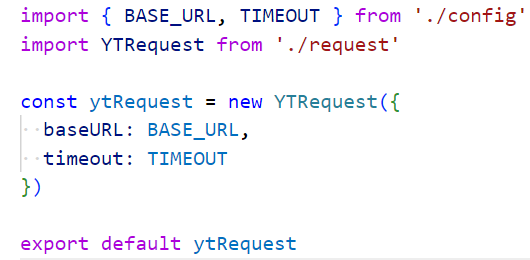 import { BASE_URL, TIMEOUT } from './config'
import YTRequest from './request'
const ytRequest = new YTRequest({
baseURL: BASE_URL,
timeout: TIMEOUT
})
export default ytRequest